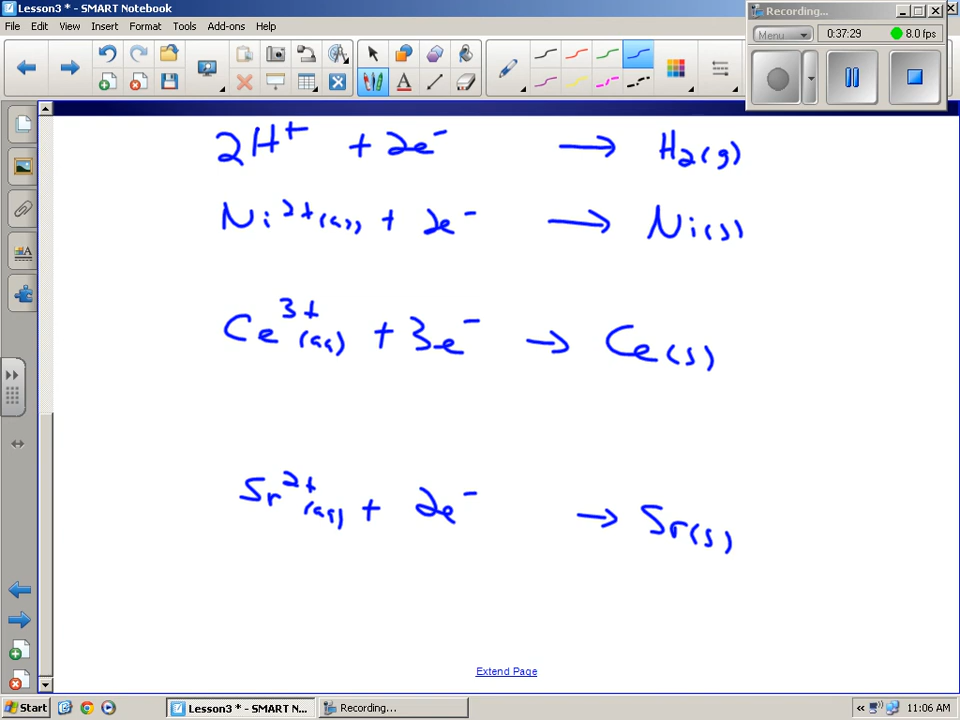 Lesson3 * - SMART Notebook
Recording...
File Edit View Insert Format Tools Add-ons Help
Menu 0:37:29 8.0 fps
2H+ + 2e- → H2(g)
Ni2+(aq) + 2e- → Ni(s)
Ce3+(aq) + 3e- → Ce(s)
Sr2+(aq) + 2e- → Sr(s)
Extend Page
Start Lesson3 * - SMART N... Recording... 11:06 AM